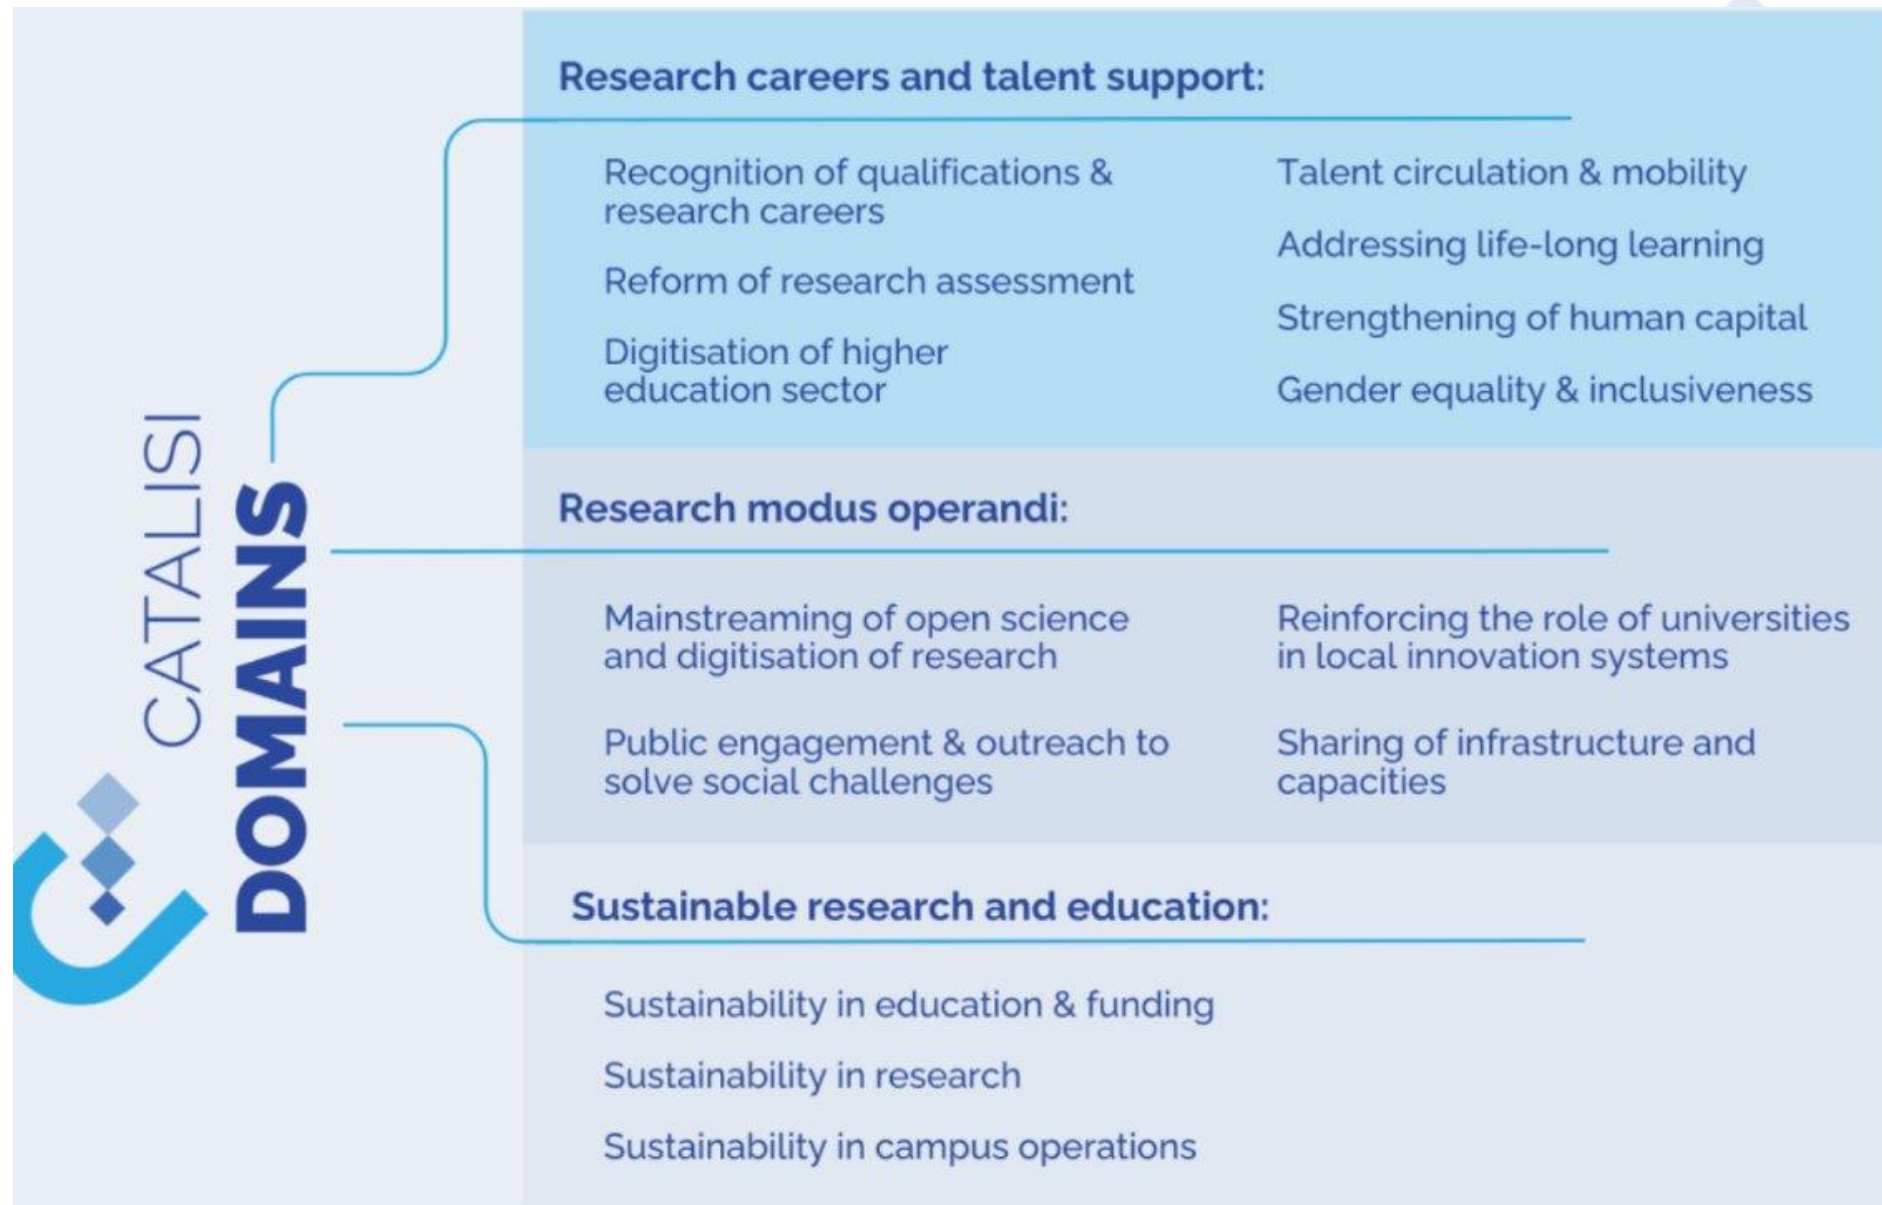 CATALISI
DOMAINS
Research careers and talent support:
Recognition of qualifications &
research careers
Reform of research assessment
Digitisation of higher
education sector
Talent circulation & mobility
Addressing life-long learning
Strengthening of human capital
Gender equality & inclusiveness
Research modus operandi:
Mainstreaming of open science
and digitisation of research
Public engagement & outreach to
solve social challenges
Reinforcing the role of universities
in local innovation systems
Sharing of infrastructure and
capacities
Sustainable research and education:
Sustainability in education & funding
Sustainability in research
Sustainability in campus operations